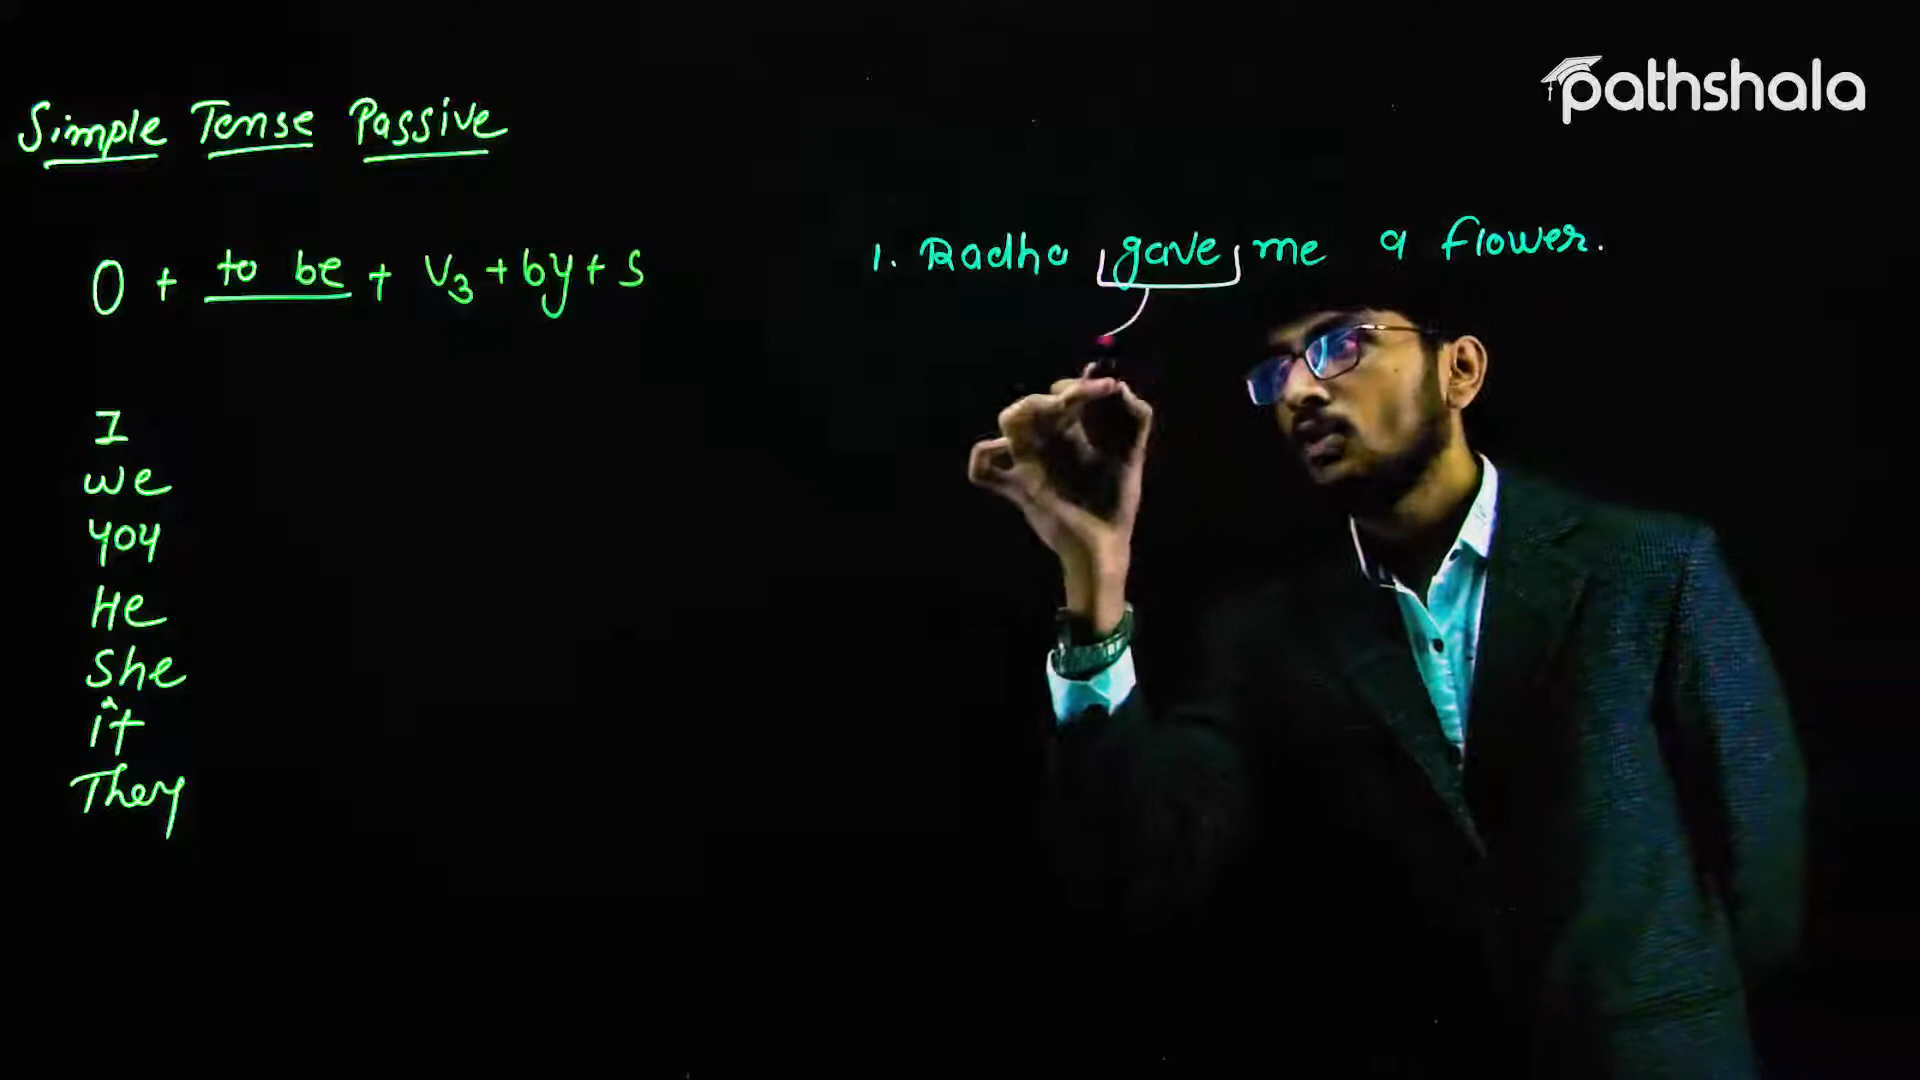 pathshala
Simple Tense Passive
O + to be + V3 + by + S
1. Radha gave me a flower.
I
we
you
He
She
it
They